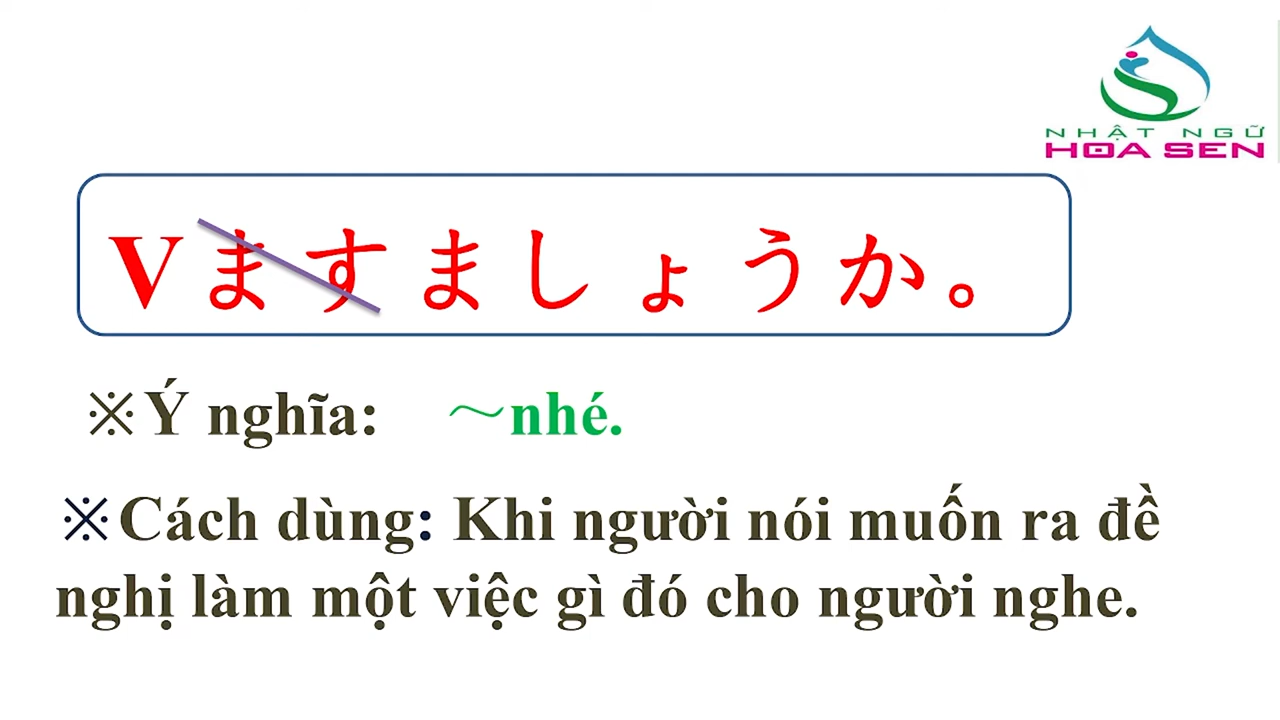 NHẬT NGỮ
HOA SEN
Vますましょうか。
※Ý nghĩa: ～nhé.
※Cách dùng: Khi người nói muốn ra đề
nghị làm một việc gì đó cho người nghe.